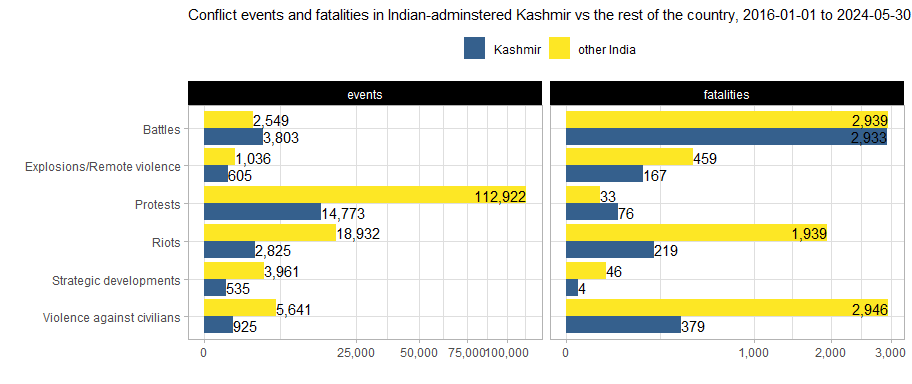 Conflict events and fatalities in Indian-adminstered Kashmir vs the rest of the country, 2016-01-01 to 2024-05-30
Kashmir other India
events fatalities
Battles 2,549 2,939
3,803 2,933
Explosions/Remote violence 1,036 459
605 167
Protests 112,922 33
14,773 76
Riots 18,932 1,939
2,825 219
Strategic developments 3,961 46
535 4
Violence against civilians 5,641 2,946
925 379
0 25,000 50,000 75,000 100,000 0 1,000 2,000 3,000